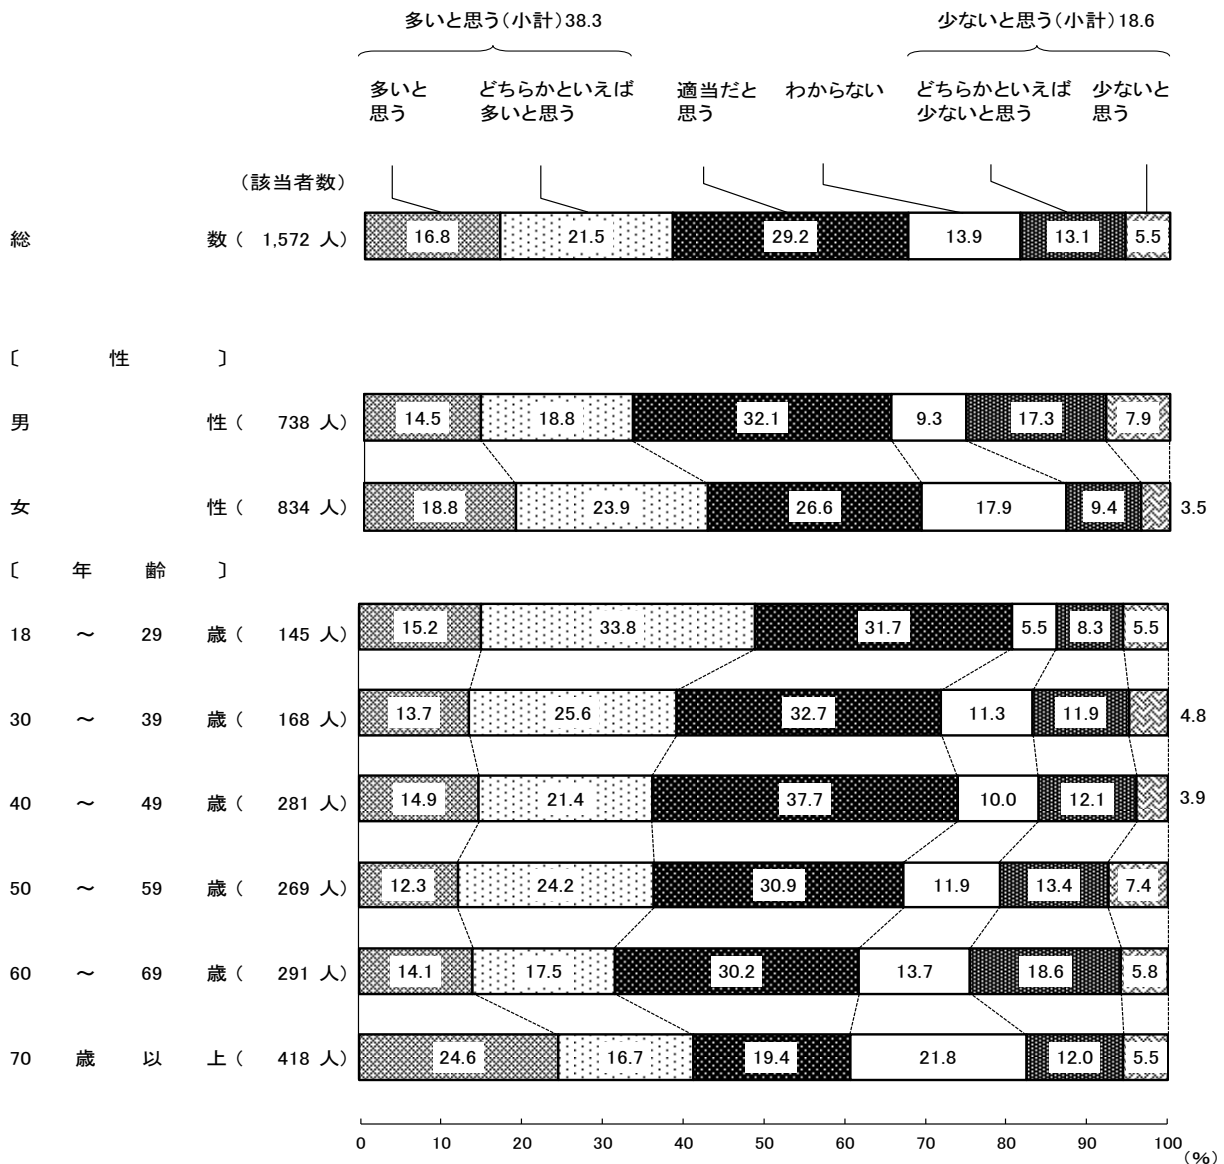 多いと思う(小計)38.3 少ないと思う(小計)18.6
多いと どちらかといえば 適当だと わからない どちらかといえば 少ないと
思う 多いと思う 思う 少ないと思う 思う
(該当者数)
総 数( 1,572 人) 16.8 21.5 29.2 13.9 13.1 5.5
〔 性 〕
男 性( 738 人) 14.5 18.8 32.1 9.3 17.3 7.9
女 性( 834 人) 18.8 23.9 26.6 17.9 9.4 3.5
〔 年 齢 〕
18 ~ 29 歳( 145 人) 15.2 33.8 31.7 5.5 8.3 5.5
30 ~ 39 歳( 168 人) 13.7 25.6 32.7 11.3 11.9 4.8
40 ~ 49 歳( 281 人) 14.9 21.4 37.7 10.0 12.1 3.9
50 ~ 59 歳( 269 人) 12.3 24.2 30.9 11.9 13.4 7.4
60 ~ 69 歳( 291 人) 14.1 17.5 30.2 13.7 18.6 5.8
70 歳 以 上( 418 人) 24.6 16.7 19.4 21.8 12.0 5.5
0 10 20 30 40 50 60 70 80 90 100
(%)